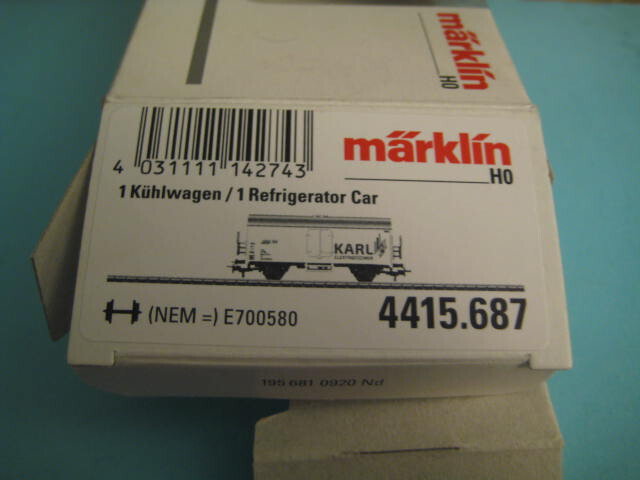 märklin
H0
4 031111 142743
märklin
H0
1 Kühlwagen / 1 Refrigerator Car
KARL
(NEM =) E700580
4415.687
195 681 0920 Nd